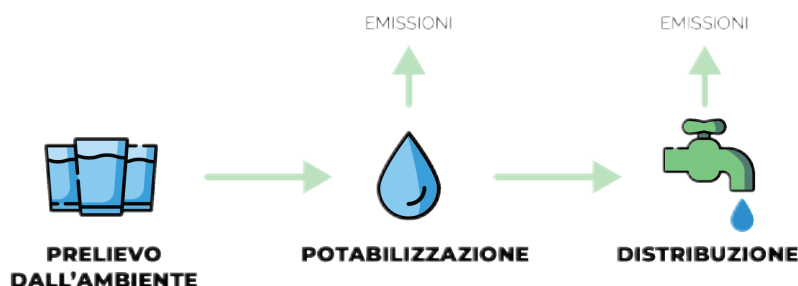 EMISSIONI
EMISSIONI
PRELIEVO
DALL'AMBIENTE
POTABILIZZAZIONE
DISTRIBUZIONE